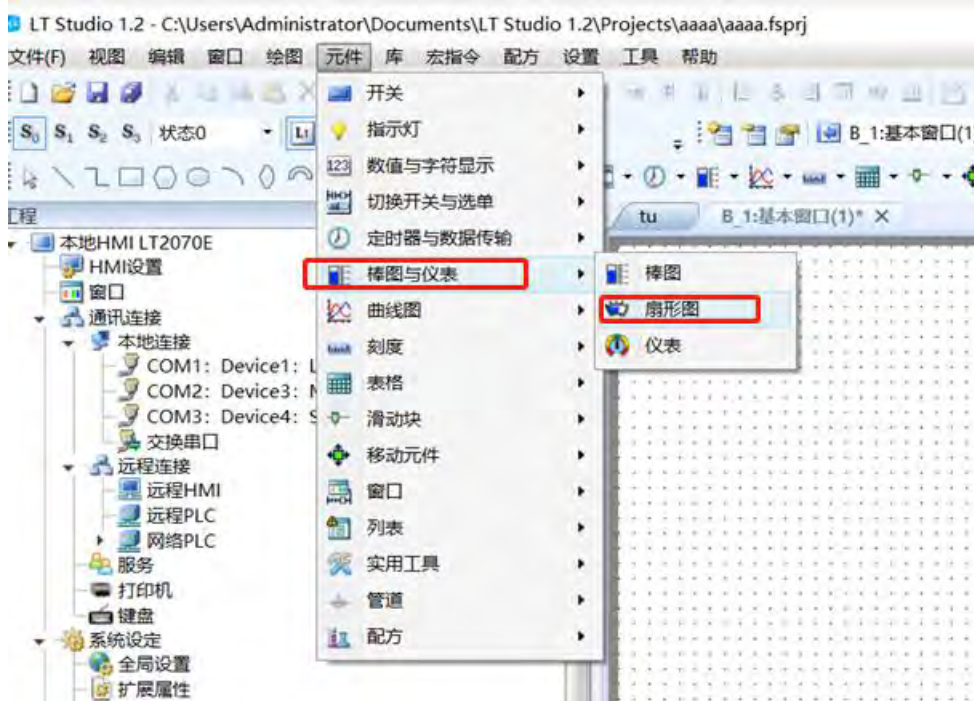 LT Studio 1.2 - C:\Users\Administrator\Documents\LT Studio 1.2\Projects\aaaa\aaaa.fsprj
文件(F) 视图 编辑 窗口 绘图 元件 库 宏指令 配方 设置 工具 帮助
S0 S1 S2 S3 状态0 L1 B_1:基本窗口(1
工程
tu B_1:基本窗口(1)* ×
本地HMI LT2070E
HMI设置
窗口
通讯连接
本地连接
COM1: Device1: L
COM2: Device3:
COM3: Device4: S
交换串口
远程连接
远程HMI
远程PLC
网络PLC
服务
打印机
键盘
系统设定
全局设置
扩展属性
开关
指示灯
123 数值与字符显示
切换开关与选单
定时器与数据传输
棒图与仪表
曲线图
刻度
表格
滑动块
移动元件
窗口
列表
实用工具
管道
配方
棒图
扇形图
仪表